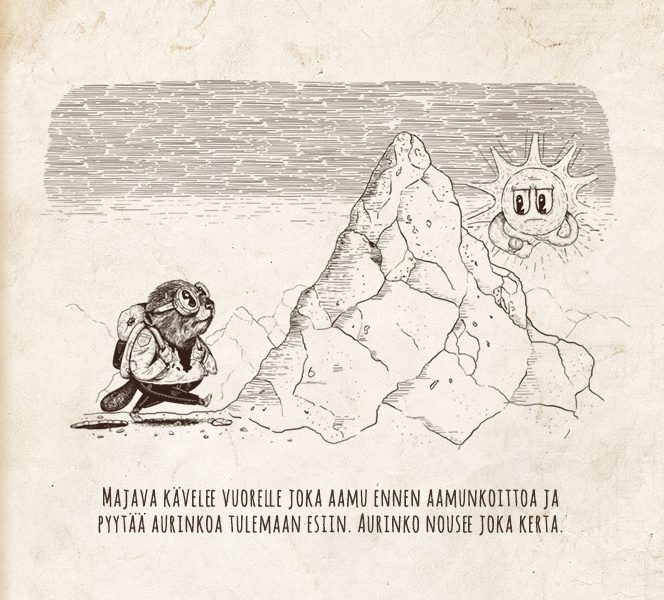 Majava kävelee vuorelle joka aamu ennen aamunkoittoa ja
pyytää aurinkoa tulemaan esiin. Aurinko nousee joka kerta.